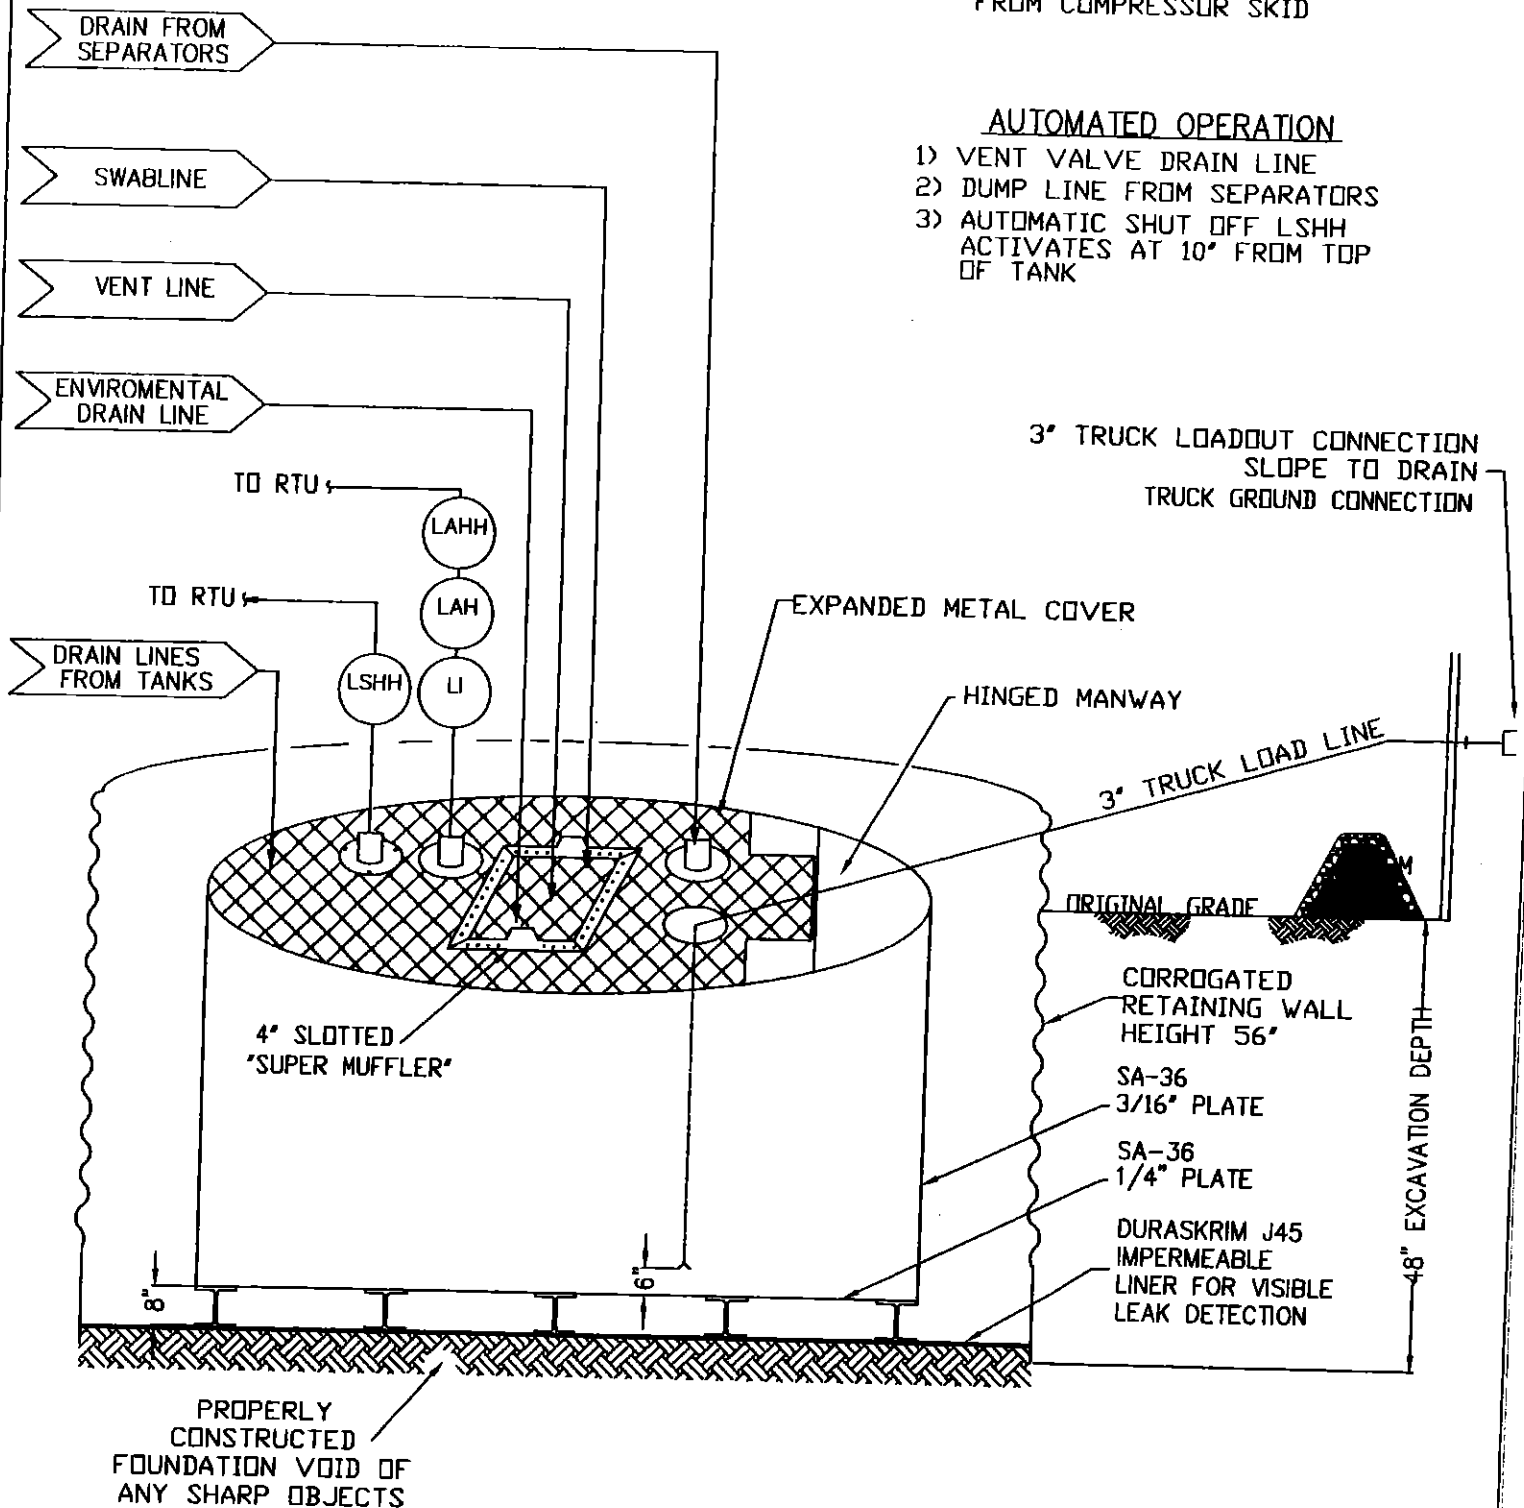 FROM COMPRESSOR SKID
DRAIN FROM
SEPARATORS
AUTOMATED OPERATION
1) VENT VALVE DRAIN LINE
2) DUMP LINE FROM SEPARATORS
3) AUTOMATIC SHUT OFF LSHH
ACTIVATES AT 10" FROM TOP
OF TANK
SWABLINE
VENT LINE
ENVIROMENTAL
DRAIN LINE
3" TRUCK LOADOUT CONNECTION
SLOPE TO DRAIN
TRUCK GROUND CONNECTION
TO RTU
LAHH
LAH
LI
TO RTU
LSHH
DRAIN LINES
FROM TANKS
EXPANDED METAL COVER
HINGED MANWAY
3" TRUCK LOAD LINE
M
ORIGINAL GRADE
4" SLOTTED
"SUPER MUFFLER"
CORROGATED
RETAINING WALL
HEIGHT 56"
SA-36
3/16" PLATE
SA-36
1/4" PLATE
DURASKRIM J45
IMPERMEABLE
LINER FOR VISIBLE
LEAK DETECTION
48" EXCAVATION DEPTH
8"
6"
PROPERLY
CONSTRUCTED
FOUNDATION VOID OF
ANY SHARP OBJECTS